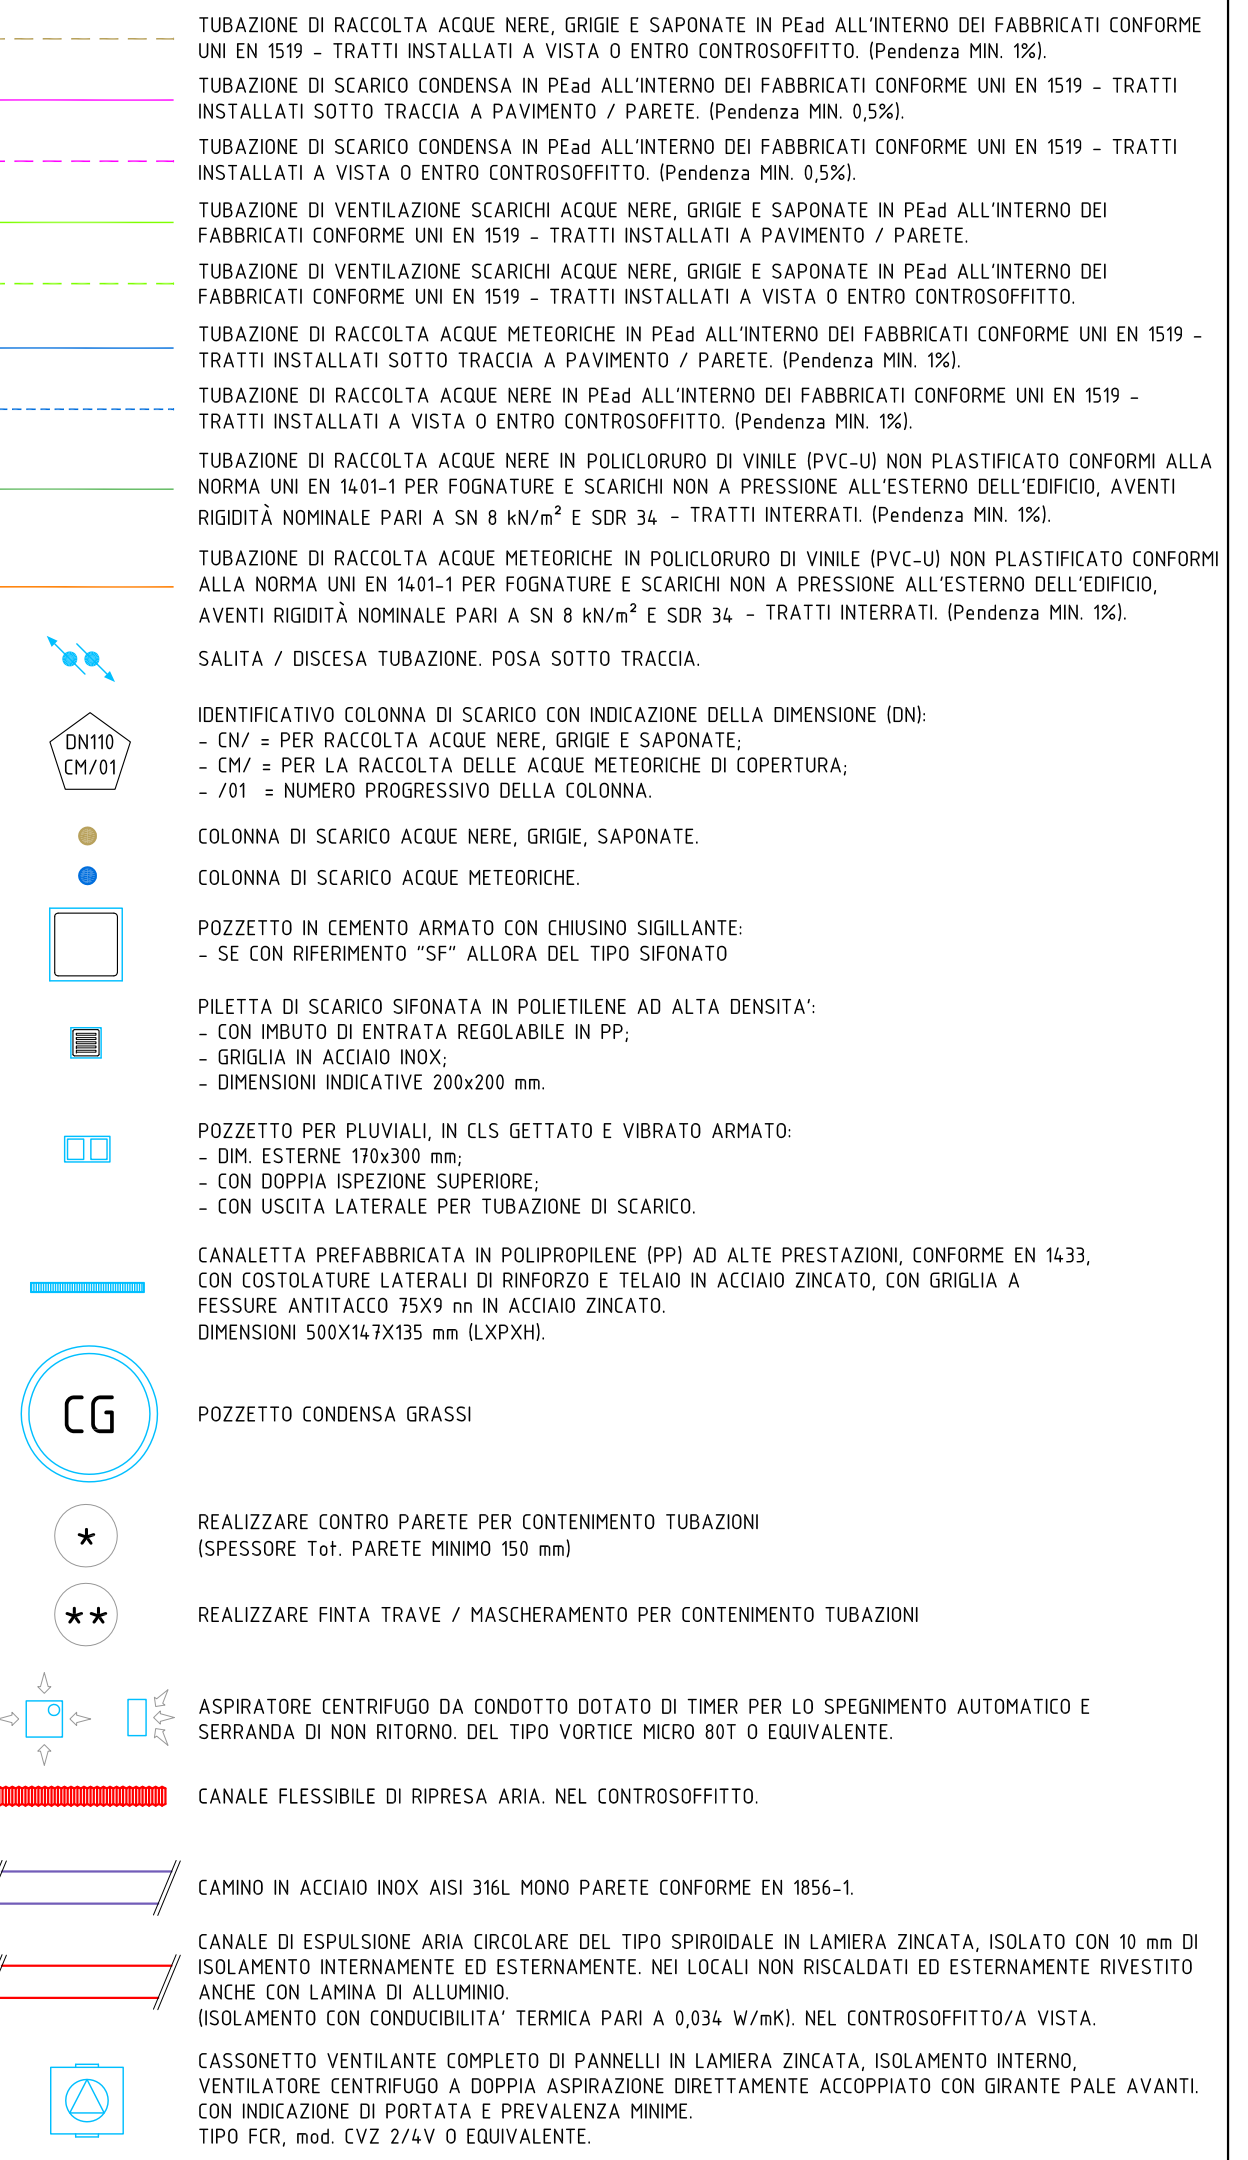 TUBAZIONE DI RACCOLTA ACQUE NERE, GRIGIE E SAPONATE IN PEad ALL'INTERNO DEI FABBRICATI CONFORME
UNI EN 1519 - TRATTI INSTALLATI A VISTA O ENTRO CONTROSOFFITTO. (Pendenza MIN. 1%).
TUBAZIONE DI SCARICO CONDENSA IN PEad ALL'INTERNO DEI FABBRICATI CONFORME UNI EN 1519 - TRATTI
INSTALLATI SOTTO TRACCIA A PAVIMENTO / PARETE. (Pendenza MIN. 0,5%).
TUBAZIONE DI SCARICO CONDENSA IN PEad ALL'INTERNO DEI FABBRICATI CONFORME UNI EN 1519 - TRATTI
INSTALLATI A VISTA O ENTRO CONTROSOFFITTO. (Pendenza MIN. 0,5%).
TUBAZIONE DI VENTILAZIONE SCARICHI ACQUE NERE, GRIGIE E SAPONATE IN PEad ALL'INTERNO DEI
FABBRICATI CONFORME UNI EN 1519 - TRATTI INSTALLATI A PAVIMENTO / PARETE.
TUBAZIONE DI VENTILAZIONE SCARICHI ACQUE NERE, GRIGIE E SAPONATE IN PEad ALL'INTERNO DEI
FABBRICATI CONFORME UNI EN 1519 - TRATTI INSTALLATI A VISTA O ENTRO CONTROSOFFITTO.
TUBAZIONE DI RACCOLTA ACQUE METEORICHE IN PEad ALL'INTERNO DEI FABBRICATI CONFORME UNI EN 1519 -
TRATTI INSTALLATI SOTTO TRACCIA A PAVIMENTO / PARETE. (Pendenza MIN. 1%).
TUBAZIONE DI RACCOLTA ACQUE NERE IN PEad ALL'INTERNO DEI FABBRICATI CONFORME UNI EN 1519 -
TRATTI INSTALLATI A VISTA O ENTRO CONTROSOFFITTO. (Pendenza MIN. 1%).
TUBAZIONE DI RACCOLTA ACQUE NERE IN POLICLORURO DI VINILE (PVC-U) NON PLASTIFICATO CONFORMI ALLA
NORMA UNI EN 1401-1 PER FOGNATURE E SCARICHI NON A PRESSIONE ALL'ESTERNO DELL'EDIFICIO, AVENTI
RIGIDITÀ NOMINALE PARI A SN 8 kN/m² E SDR 34 - TRATTI INTERRATI. (Pendenza MIN. 1%).
TUBAZIONE DI RACCOLTA ACQUE METEORICHE IN POLICLORURO DI VINILE (PVC-U) NON PLASTIFICATO CONFORMI
ALLA NORMA UNI EN 1401-1 PER FOGNATURE E SCARICHI NON A PRESSIONE ALL'ESTERNO DELL'EDIFICIO,
AVENTI RIGIDITÀ NOMINALE PARI A SN 8 kN/m² E SDR 34 - TRATTI INTERRATI. (Pendenza MIN. 1%).
SALITA / DISCESA TUBAZIONE. POSA SOTTO TRACCIA.
DN110
CM/01
IDENTIFICATIVO COLONNA DI SCARICO CON INDICAZIONE DELLA DIMENSIONE (DN):
- CN/ = PER RACCOLTA ACQUE NERE, GRIGIE E SAPONATE;
- CM/ = PER LA RACCOLTA DELLE ACQUE METEORICHE DI COPERTURA;
- /01 = NUMERO PROGRESSIVO DELLA COLONNA.
COLONNA DI SCARICO ACQUE NERE, GRIGIE, SAPONATE.
COLONNA DI SCARICO ACQUE METEORICHE.
POZZETTO IN CEMENTO ARMATO CON CHIUSINO SIGILLANTE:
- SE CON RIFERIMENTO "SF" ALLORA DEL TIPO SIFONATO
PILETTA DI SCARICO SIFONATA IN POLIETILENE AD ALTA DENSITA':
- CON IMBUTO DI ENTRATA REGOLABILE IN PP;
- GRIGLIA IN ACCIAIO INOX;
- DIMENSIONI INDICATIVE 200x200 mm.
POZZETTO PER PLUVIALI, IN CLS GETTATO E VIBRATO ARMATO:
- DIM. ESTERNE 170x300 mm;
- CON DOPPIA ISPEZIONE SUPERIORE;
- CON USCITA LATERALE PER TUBAZIONE DI SCARICO.
CANALETTA PREFABBRICATA IN POLIPROPILENE (PP) AD ALTE PRESTAZIONI, CONFORME EN 1433,
CON COSTOLATURE LATERALI DI RINFORZO E TELAIO IN ACCIAIO ZINCATO, CON GRIGLIA A
FESSURE ANTITACCO 75X9 nn IN ACCIAIO ZINCATO.
DIMENSIONI 500X147X135 mm (LXPXH).
CG
POZZETTO CONDENSA GRASSI
*
REALIZZARE CONTRO PARETE PER CONTENIMENTO TUBAZIONI
(SPESSORE Tot. PARETE MINIMO 150 mm)
**
REALIZZARE FINTA TRAVE / MASCHERAMENTO PER CONTENIMENTO TUBAZIONI
ASPIRATORE CENTRIFUGO DA CONDOTTO DOTATO DI TIMER PER LO SPEGNIMENTO AUTOMATICO E
SERRANDA DI NON RITORNO. DEL TIPO VORTICE MICRO 80T O EQUIVALENTE.
CANALE FLESSIBILE DI RIPRESA ARIA. NEL CONTROSOFFITTO.
CAMINO IN ACCIAIO INOX AISI 316L MONO PARETE CONFORME EN 1856-1.
CANALE DI ESPULSIONE ARIA CIRCOLARE DEL TIPO SPIROIDALE IN LAMIERA ZINCATA, ISOLATO CON 10 mm DI
ISOLAMENTO INTERNAMENTE ED ESTERNAMENTE. NEI LOCALI NON RISCALDATI ED ESTERNAMENTE RIVESTITO
ANCHE CON LAMINA DI ALLUMINIO.
(ISOLAMENTO CON CONDUCIBILITA' TERMICA PARI A 0,034 W/mK). NEL CONTROSOFFITTO/A VISTA.
CASSONETTO VENTILANTE COMPLETO DI PANNELLI IN LAMIERA ZINCATA, ISOLAMENTO INTERNO,
VENTILATORE CENTRIFUGO A DOPPIA ASPIRAZIONE DIRETTAMENTE ACCOPPIATO CON GIRANTE PALE AVANTI.
CON INDICAZIONE DI PORTATA E PREVALENZA MINIME.
TIPO FCR, mod. CVZ 2/4V O EQUIVALENTE.